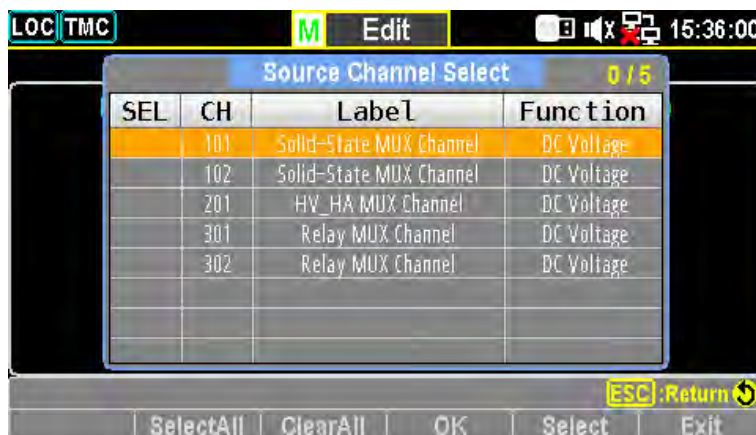 LOC TMC M Edit 15:36:00
Source Channel Select 0 / 5
SEL CH Label Function
101 Solid-State MUX Channel DC Voltage
102 Solid-State MUX Channel DC Voltage
201 HV_HA MUX Channel DC Voltage
301 Relay MUX Channel DC Voltage
302 Relay MUX Channel DC Voltage
ESC :Return
SelectAll ClearAll OK Select Exit